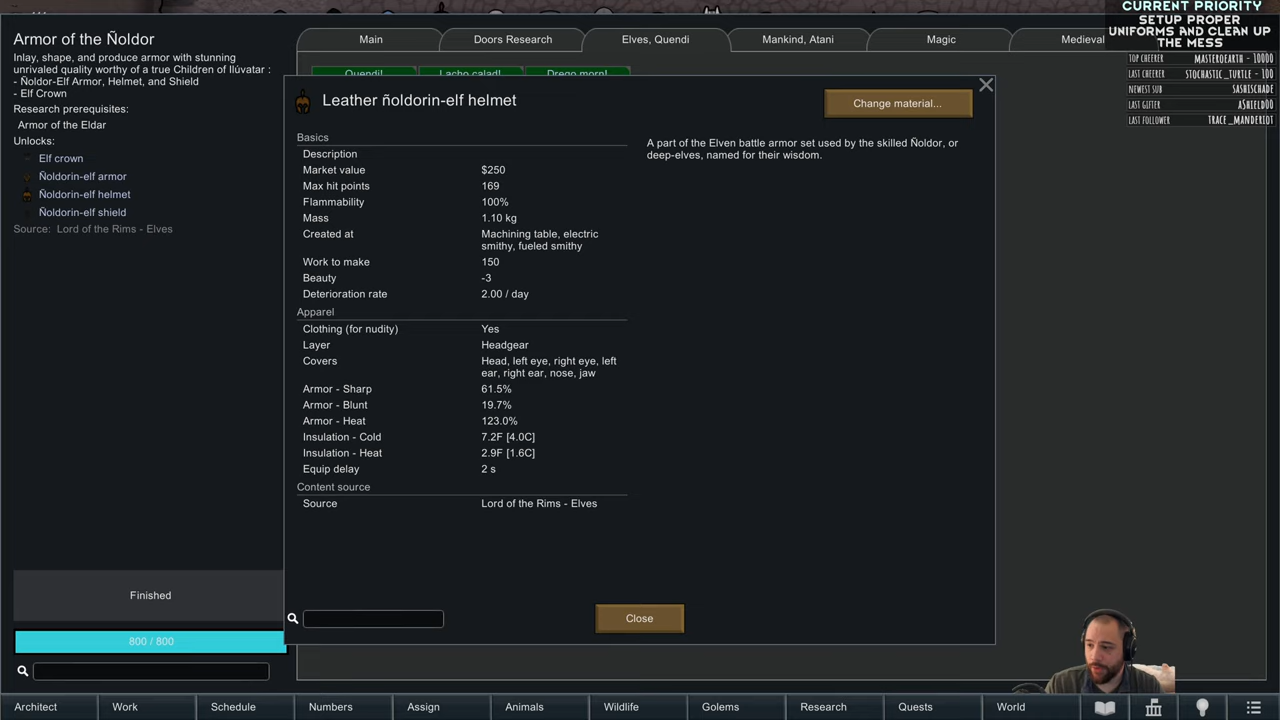 CURRENT PRIORITY
SETUP PROPER
UNIFORMS AND CLEAN UP
THE MESS
TOP CHEERER MASTEROFEARTH - 10000
LAST CHEERER STOCHASTIC_TURTLE - 100
NEWEST SUB SASHISCHADE
LAST GIFTER ASHIELD00
LAST FOLLOWER TRACE_MANDERIOT
Main
Doors Research
Elves, Quendi
Mankind, Atani
Magic
Medieval
Quendi!
Lacho calad!
Drego morn!
Armor of the Ñoldor
Inlay, shape, and produce armor with stunning
unrivaled quality worthy of a true Children of Ilúvatar :
- Ñoldor-Elf Armor, Helmet, and Shield
- Elf Crown
Research prerequisites:
Armor of the Eldar
Unlocks:
Elf crown
Ñoldorin-elf armor
Ñoldorin-elf helmet
Ñoldorin-elf shield
Source: Lord of the Rims - Elves
Finished
800 / 800
Leather ñoldorin-elf helmet
Change material...
Basics
Description
Market value $250
Max hit points 169
Flammability 100%
Mass 1.10 kg
Created at Machining table, electric
smithy, fueled smithy
Work to make 150
Beauty -3
Deterioration rate 2.00 / day
Apparel
Clothing (for nudity) Yes
Layer Headgear
Covers Head, left eye, right eye, left
ear, right ear, nose, jaw
Armor - Sharp 61.5%
Armor - Blunt 19.7%
Armor - Heat 123.0%
Insulation - Cold 7.2F [4.0C]
Insulation - Heat 2.9F [1.6C]
Equip delay 2 s
Content source
Source Lord of the Rims - Elves
A part of the Elven battle armor set used by the skilled Ñoldor, or
deep-elves, named for their wisdom.
Close
Architect
Work
Schedule
Numbers
Assign
Animals
Wildlife
Golems
Research
Quests
World